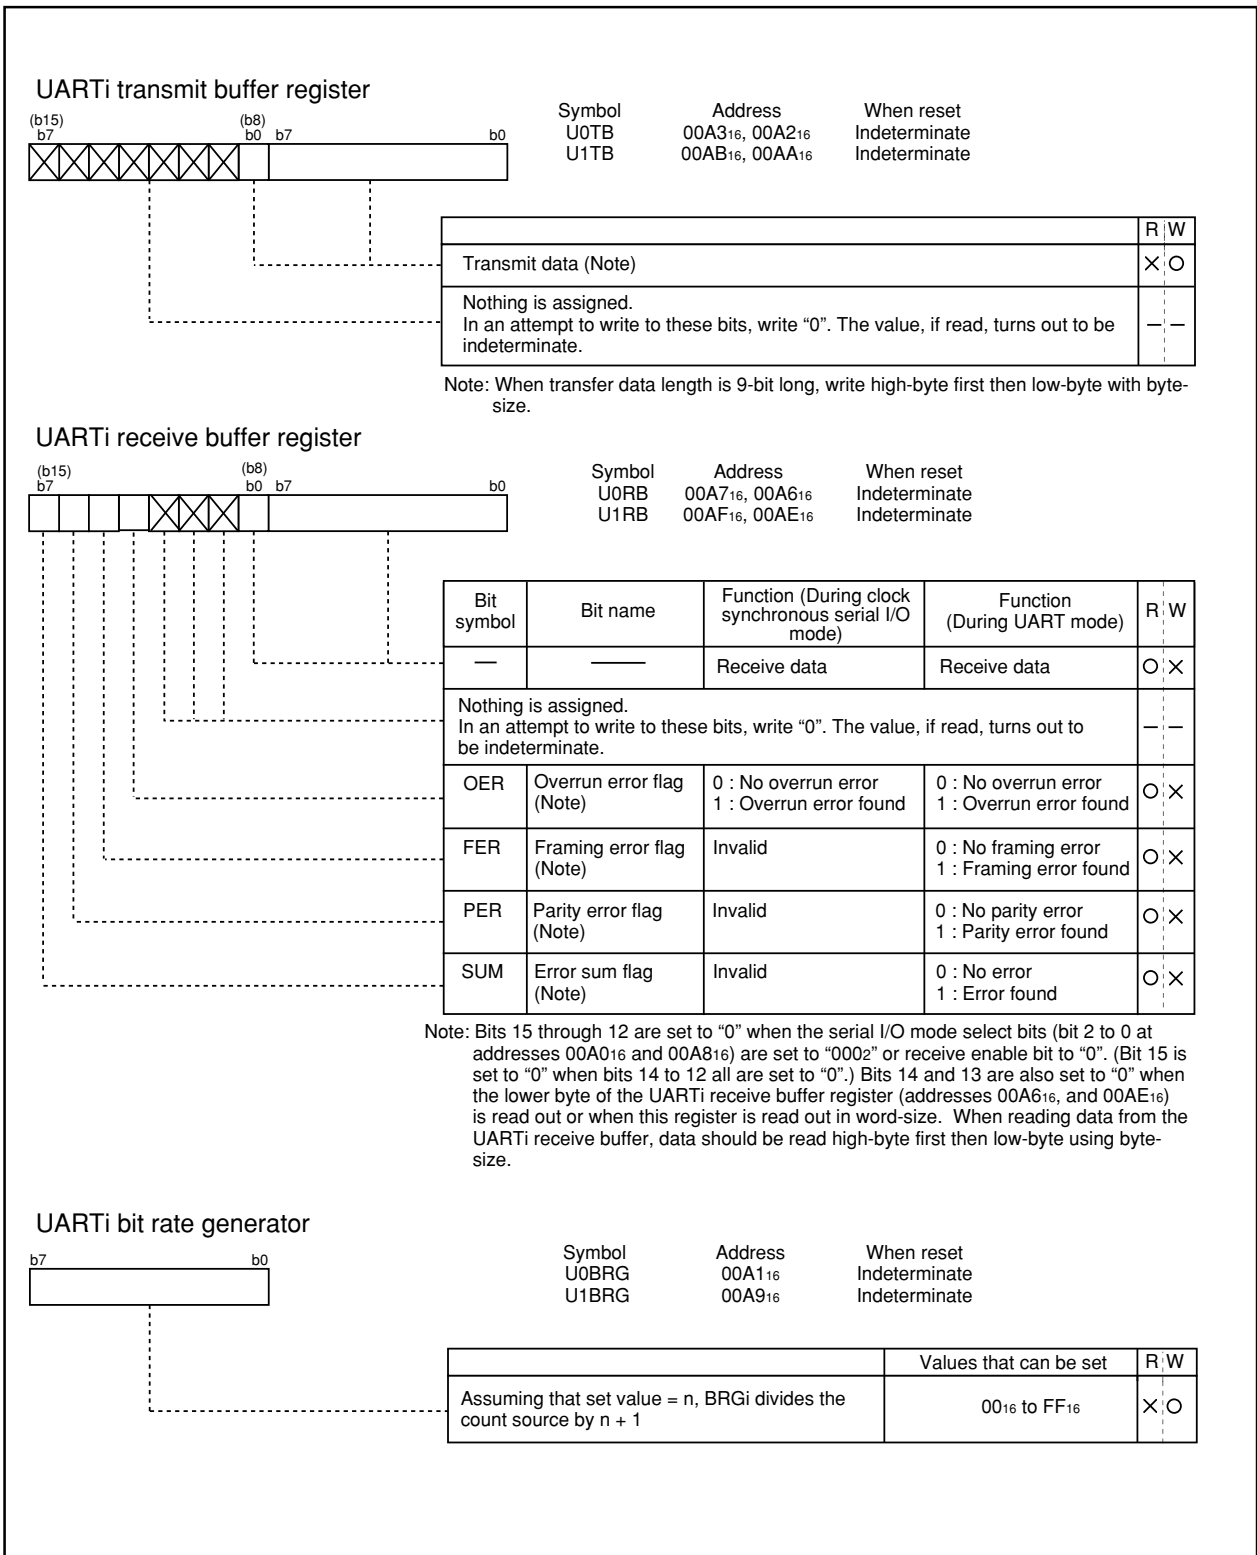 UARTi transmit buffer register
(b15) (b8)
b7 b0 b7 b0
Symbol Address When reset
U0TB 00A316, 00A216 Indeterminate
U1TB 00AB16, 00AA16 Indeterminate
R W
Transmit data (Note) X O
Nothing is assigned.
In an attempt to write to these bits, write “0”. The value, if read, turns out to be — —
indeterminate.
Note: When transfer data length is 9-bit long, write high-byte first then low-byte with byte-
size.
UARTi receive buffer register
(b15) (b8)
b7 b0 b7 b0
Symbol Address When reset
U0RB 00A716, 00A616 Indeterminate
U1RB 00AF16, 00AE16 Indeterminate
Bit symbol Bit name Function (During clock synchronous serial I/O mode) Function (During UART mode) R W
— — Receive data Receive data O X
Nothing is assigned.
In an attempt to write to these bits, write “0”. The value, if read, turns out to — —
be indeterminate.
OER Overrun error flag 0 : No overrun error 0 : No overrun error O X
(Note) 1 : Overrun error found 1 : Overrun error found
FER Framing error flag Invalid 0 : No framing error O X
(Note) 1 : Framing error found
PER Parity error flag Invalid 0 : No parity error O X
(Note) 1 : Parity error found
SUM Error sum flag Invalid 0 : No error O X
(Note) 1 : Error found
Note: Bits 15 through 12 are set to “0” when the serial I/O mode select bits (bit 2 to 0 at
addresses 00A016 and 00A816) are set to “0002” or receive enable bit to “0”. (Bit 15 is
set to “0” when bits 14 to 12 all are set to “0”.) Bits 14 and 13 are also set to “0” when
the lower byte of the UARTi receive buffer register (addresses 00A616, and 00AE16)
is read out or when this register is read out in word-size. When reading data from the
UARTi receive buffer, data should be read high-byte first then low-byte using byte-
size.
UARTi bit rate generator
b7 b0
Symbol Address When reset
U0BRG 00A116 Indeterminate
U1BRG 00A916 Indeterminate
Values that can be set R W
Assuming that set value = n, BRGi divides the 0016 to FF16 X O
count source by n + 1